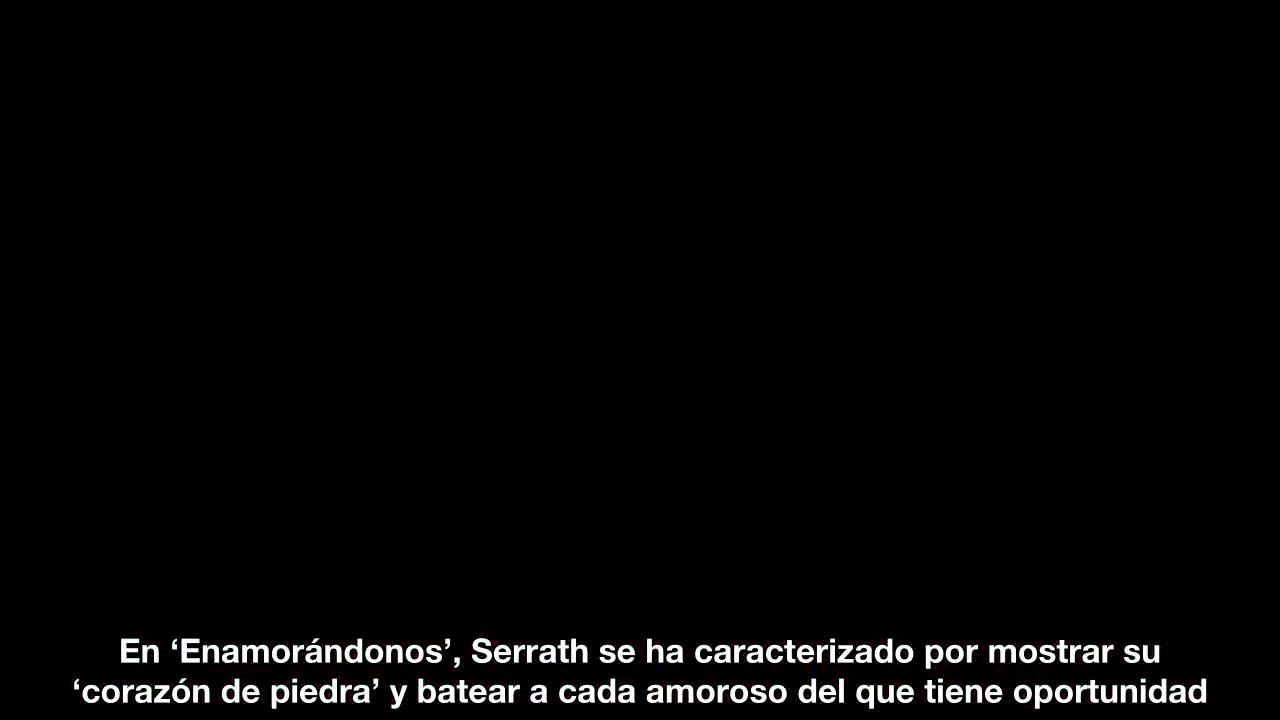 En ‘Enamorándonos’, Serrath se ha caracterizado por mostrar su
‘corazón de piedra’ y batear a cada amoroso del que tiene oportunidad